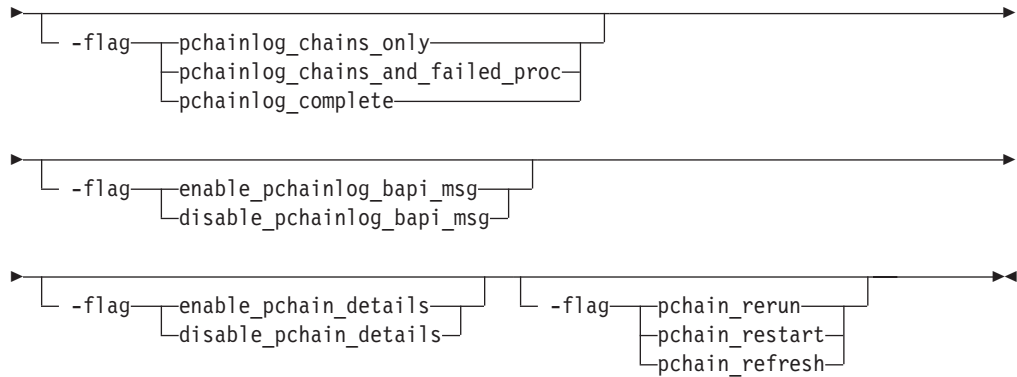 -flag pchainlog_chains_only
pchainlog_chains_and_failed_proc
pchainlog_complete
-flag enable_pchainlog_bapi_msg
disable_pchainlog_bapi_msg
-flag enable_pchain_details -flag pchain_rerun
disable_pchain_details pchain_restart
pchain_refresh